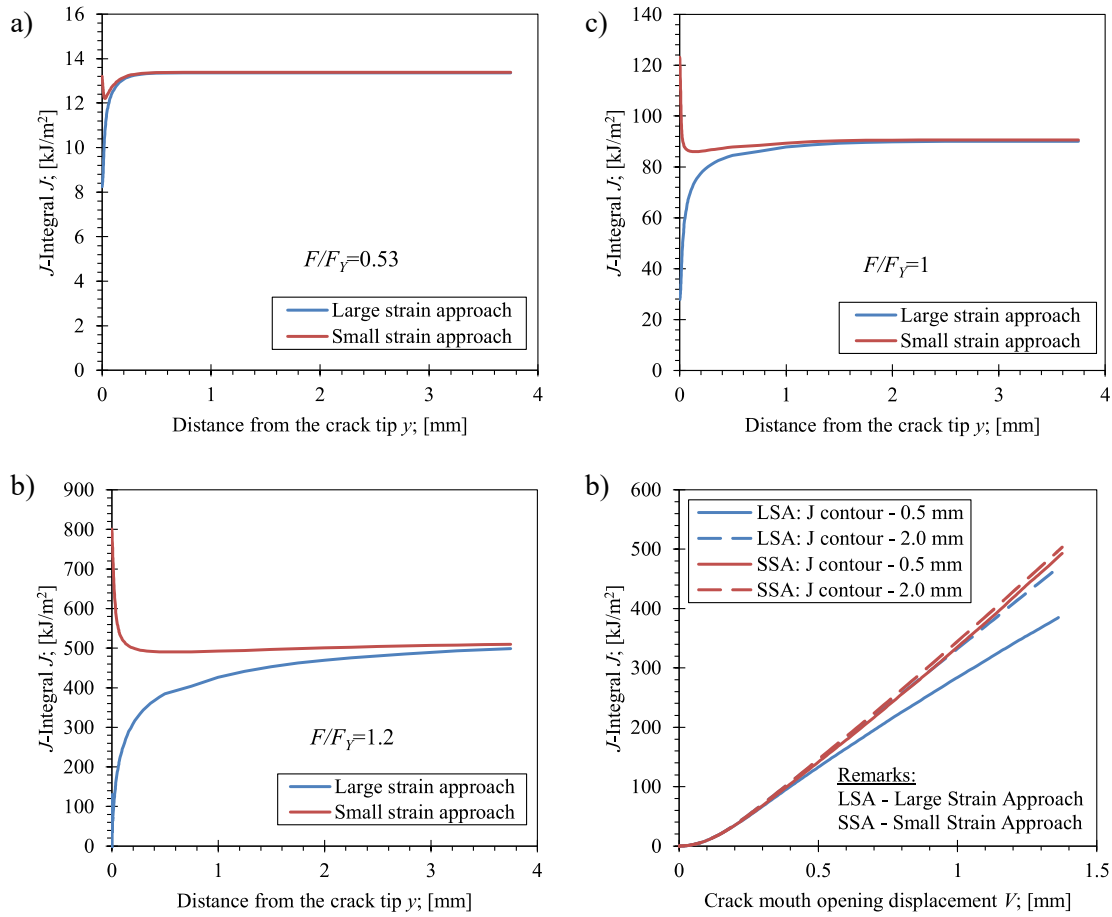 a)
J-Integral J; [kJ/m²]
16
14
12
10
8
6
4
2
0
F/F_Y=0.53
Large strain approach
Small strain approach
0 1 2 3 4
Distance from the crack tip y; [mm]
c)
J-Integral J; [kJ/m²]
140
120
100
80
60
40
20
0
F/F_Y=1
Large strain approach
Small strain approach
0 1 2 3 4
Distance from the crack tip y; [mm]
b)
J-Integral J; [kJ/m²]
900
800
700
600
500
400
300
200
100
0
F/F_Y=1.2
Large strain approach
Small strain approach
0 1 2 3 4
Distance from the crack tip y; [mm]
b)
J-Integral J; [kJ/m²]
600
500
400
300
200
100
0
LSA: J contour - 0.5 mm
LSA: J contour - 2.0 mm
SSA: J contour - 0.5 mm
SSA: J contour - 2.0 mm
Remarks:
LSA - Large Strain Approach
SSA - Small Strain Approach
0 0.5 1 1.5
Crack mouth opening displacement V; [mm]